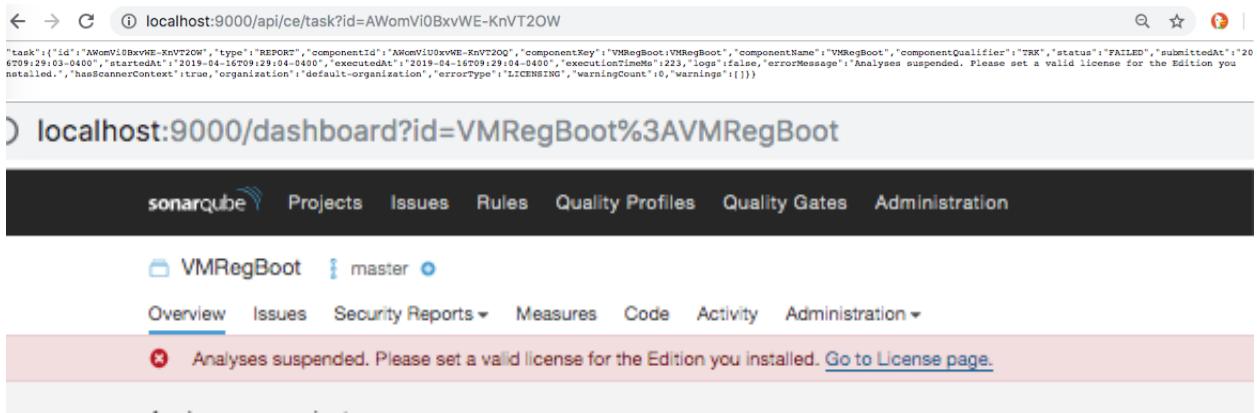 localhost:9000/api/ce/task?id=AWomVi0BxvWE-KnVT2OW
"task":{"id":"AWomVi0BxvWE-KnVT2OW","type":"REPORT","componentId":"AWomViU0xvWE-KnVT2OQ","componentKey":"VMRegBoot:VMRegBoot","componentName":"VMRegBoot","componentQualifier":"TRK","status":"FAILED","submittedAt":"20
6T09:29:03-0400","startedAt":"2019-04-16T09:29:04-0400","executedAt":"2019-04-16T09:29:04-0400","executionTimeMs":223,"logs":false,"errorMessage":"Analyses suspended. Please set a valid license for the Edition you
nstalled.","hasScannerContext":true,"organization":"default-organization","errorType":"LICENSING","warningCount":0,"warnings":[]}}
localhost:9000/dashboard?id=VMRegBoot%3AVMRegBoot
sonarqube Projects Issues Rules Quality Profiles Quality Gates Administration
VMRegBoot master
Overview Issues Security Reports Measures Code Activity Administration
Analyses suspended. Please set a valid license for the Edition you installed. Go to License page.